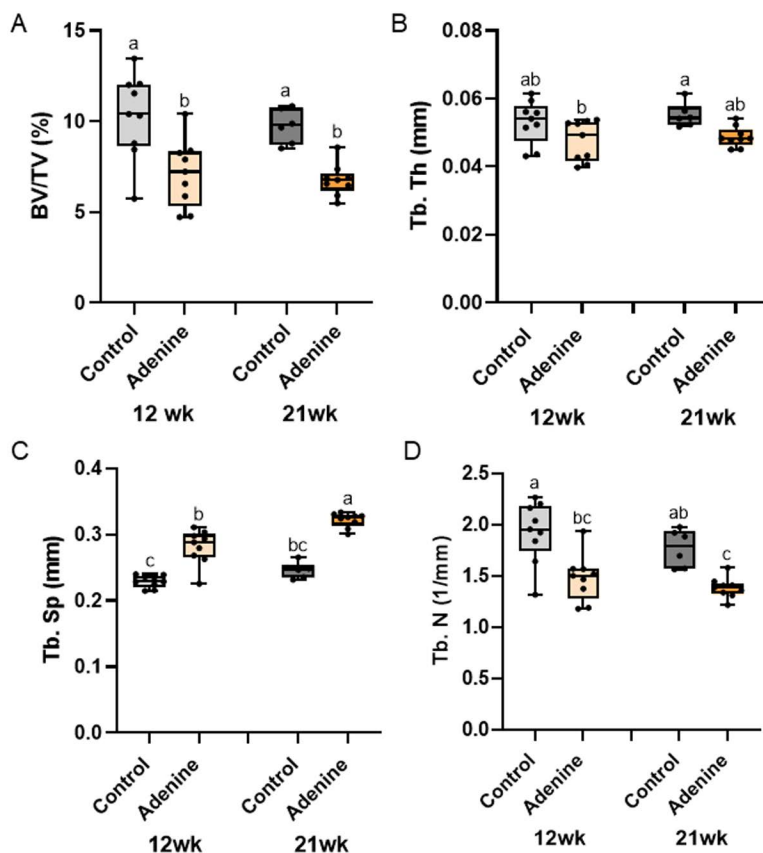 A
BV/TV (%)
15
10
5
0
a
b
a
b
Control
Adenine
Control
Adenine
12 wk
21wk
B
Tb. Th (mm)
0.08
0.06
0.04
0.02
0.00
ab
b
a
ab
Control
Adenine
Control
Adenine
12wk
21wk
C
Tb. Sp (mm)
0.4
0.3
0.2
0.1
0.0
c
b
bc
a
Control
Adenine
Control
Adenine
12wk
21wk
D
Tb. N (1/mm)
2.5
2.0
1.5
1.0
0.5
0.0
a
bc
ab
c
Control
Adenine
Control
Adenine
12wk
21wk